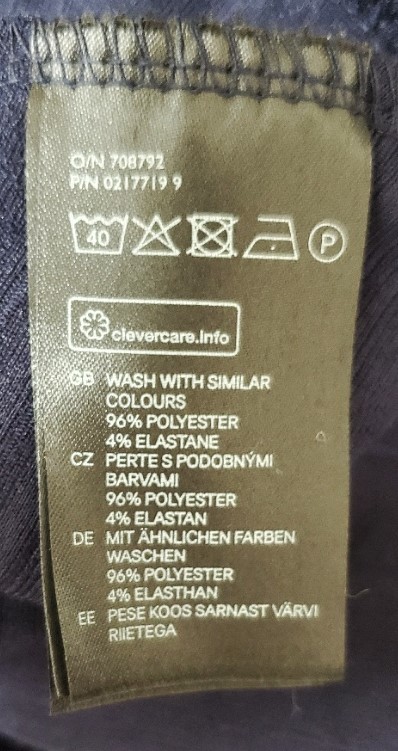 O/N 708792
P/N 0217719 9
40 P
clevercare.info
GB WASH WITH SIMILAR
COLOURS
96% POLYESTER
4% ELASTANE
CZ PERTE S PODOBNÝMI
BARVAMI
96% POLYESTER
4% ELASTAN
DE MIT ÄHNLICHEN FARBEN
WASCHEN
96% POLYESTER
4% ELASTHAN
EE PESE KOOS SARNAST VÄRVI
RIIETEGA